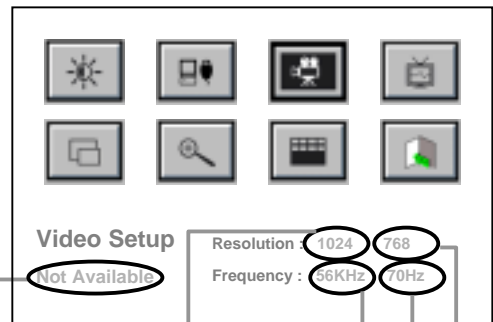 Video Setup
Resolution : 1024 768
Not Available
Frequency : 56KHz 70Hz